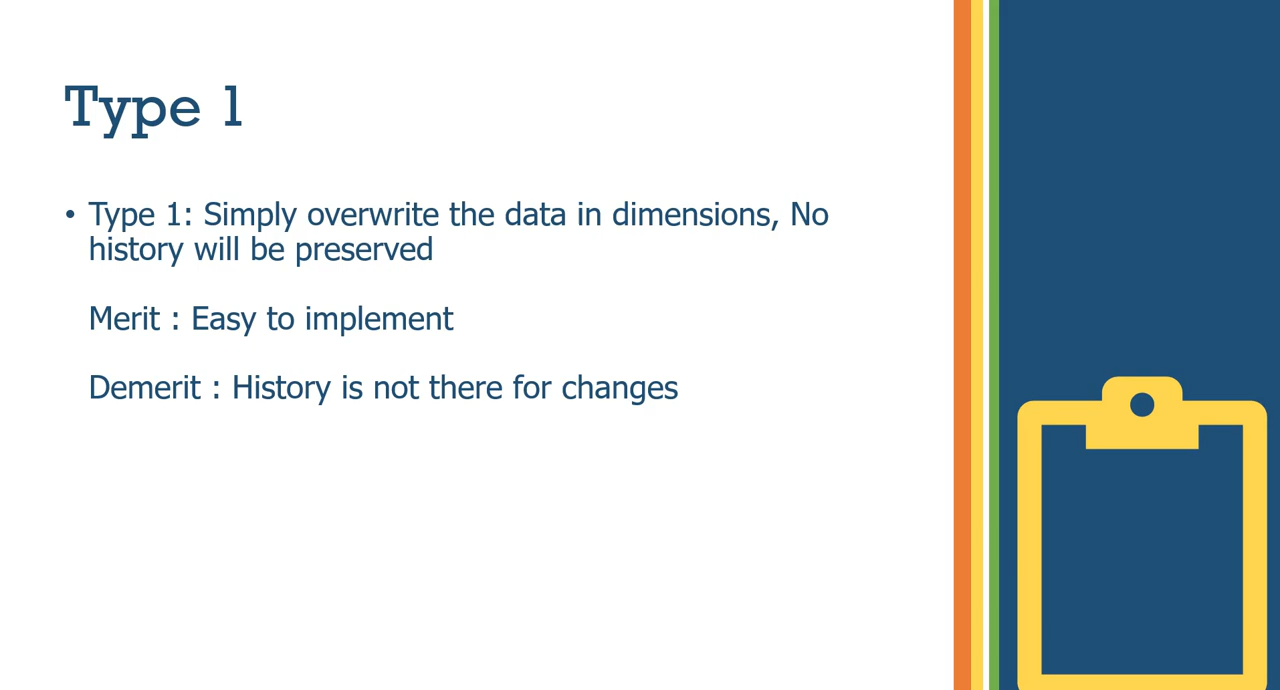 Type 1
• Type 1: Simply overwrite the data in dimensions, No
history will be preserved
Merit : Easy to implement
Demerit : History is not there for changes